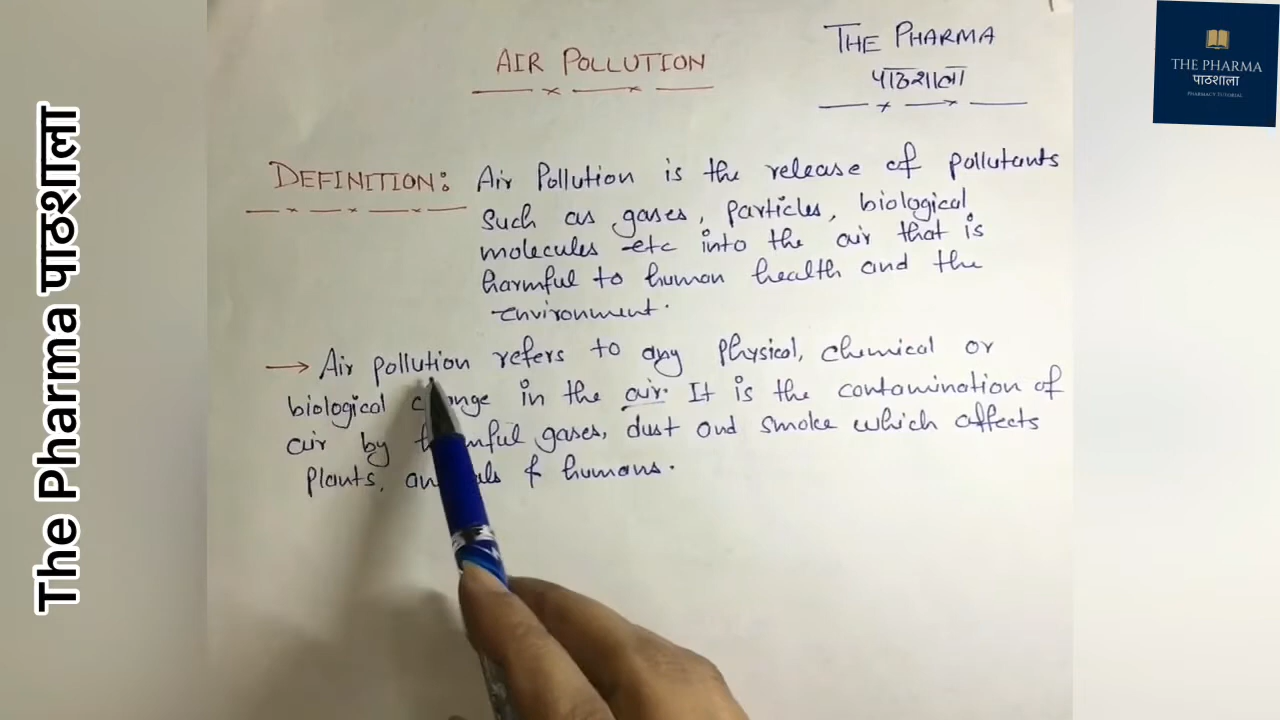 The Pharma पाठशाला
AIR POLLUTION
THE PHARMA
पाठशाला
THE PHARMA
पाठशाला
PHARMACY TUTORIAL
DEFINITION: Air Pollution is the release of pollutants
Such as gases, particles, biological
molecules etc into the air that is
harmful to human health and the
environment.
→ Air pollution refers to any physical, chemical or
biological in the air. It is the contamination of
air by gases, dust and smoke which affects
Plants, & humans.